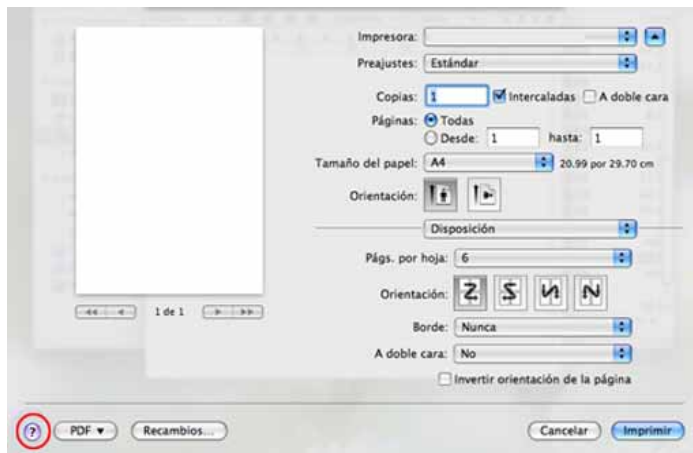 Impresora:
Preajustes: Estándar
Copias: 1 Intercaladas A doble cara
Páginas: Todas
Desde: 1 hasta: 1
Tamaño del papel: A4 20.99 por 29.70 cm
Orientación:
Disposición
Págs. por hoja: 6
Orientación:
1 de 1
Borde: Nunca
A doble cara: No
Invertir orientación de la página
? PDF Recambios... Cancelar Imprimir